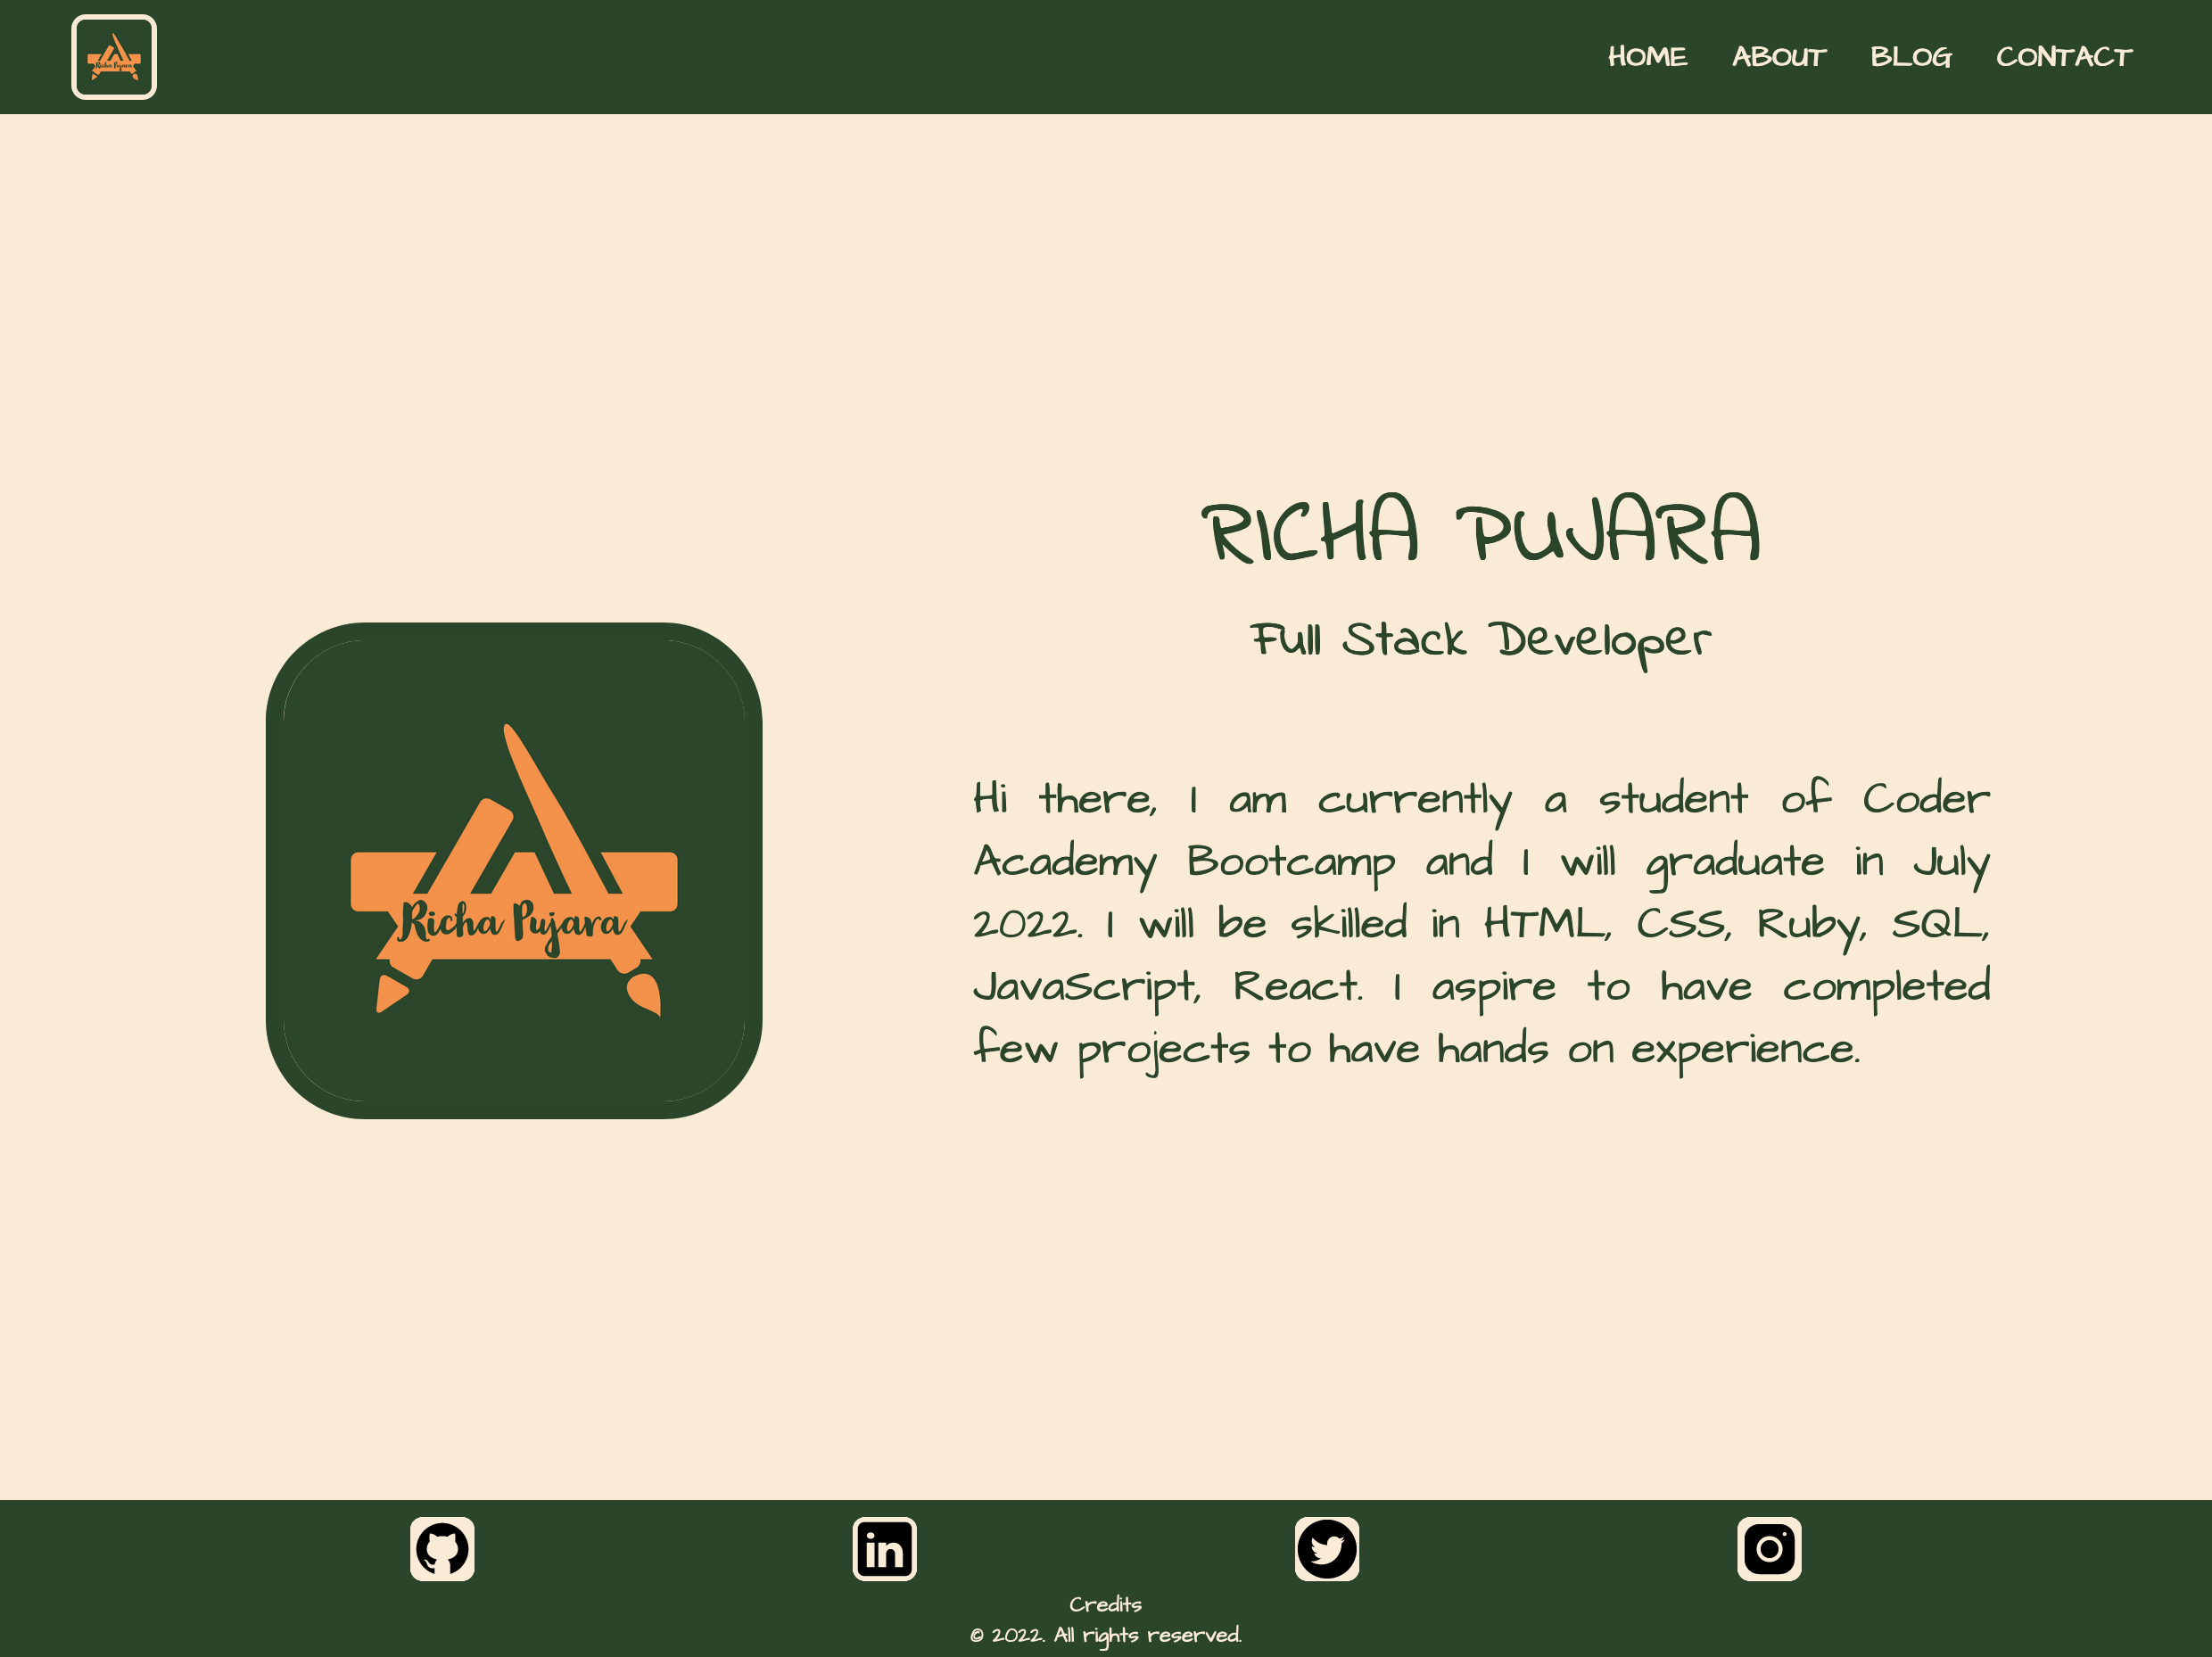 Richa Pujara
HOME ABOUT BLOG CONTACT
RICHA PUJARA
Full Stack Developer
Richa Pujara
Hi there, I am currently a student of Coder
Academy Bootcamp and I will graduate in July
2022. I will be skilled in HTML, CSS, Ruby, SQL,
JavaScript, React. I aspire to have completed
few projects to have hands on experience.
in
Credits
© 2022. All rights reserved.